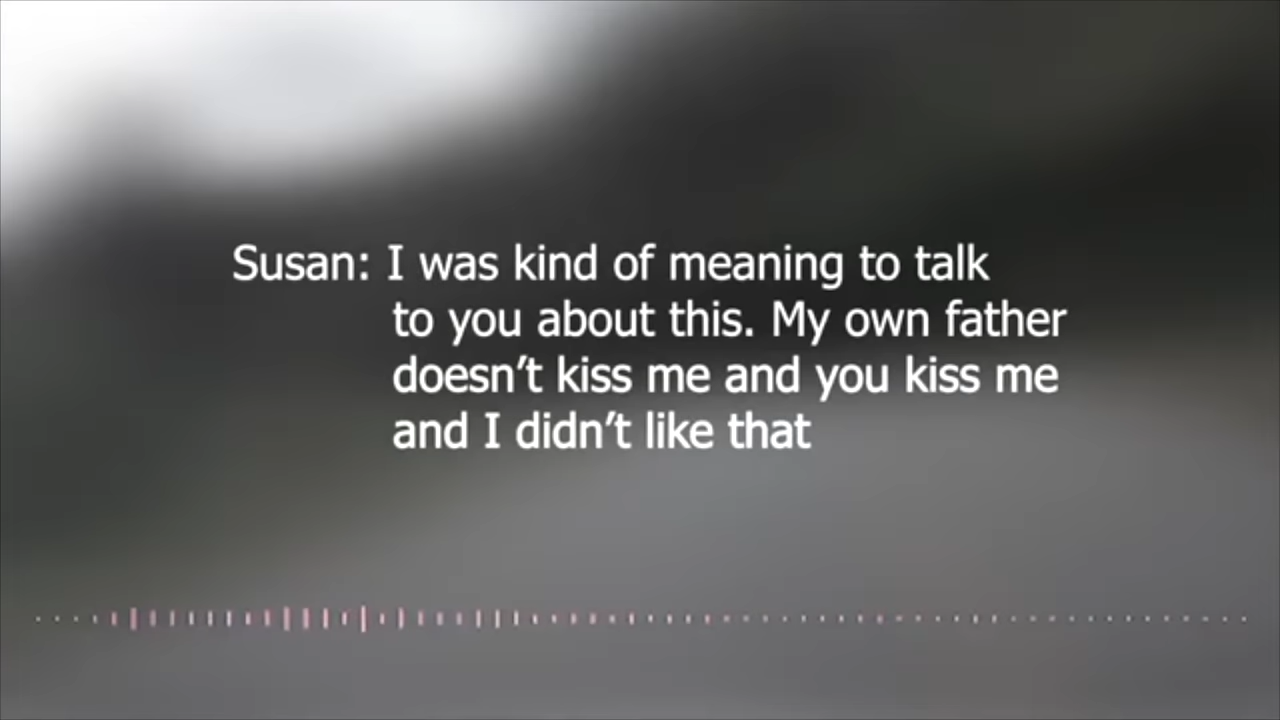 Susan: I was kind of meaning to talk
to you about this. My own father
doesn’t kiss me and you kiss me
and I didn’t like that